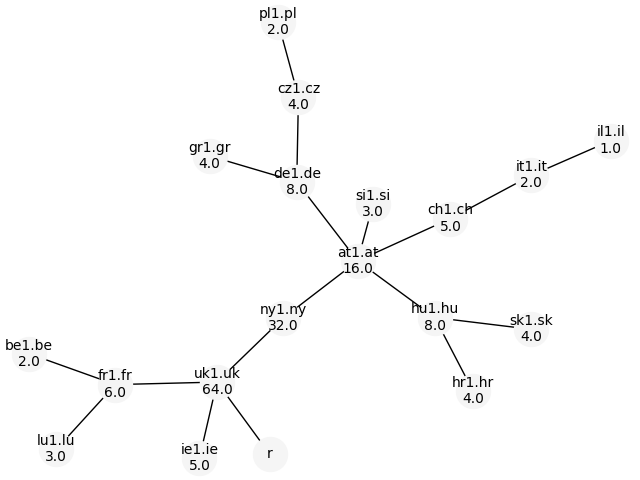 pl1.pl
2.0
cz1.cz
4.0
il1.il
1.0
gr1.gr
4.0
it1.it
2.0
de1.de
8.0
si1.si
3.0
ch1.ch
5.0
at1.at
16.0
ny1.ny
32.0
hu1.hu
8.0
sk1.sk
4.0
be1.be
2.0
fr1.fr
6.0
uk1.uk
64.0
hr1.hr
4.0
lu1.lu
3.0
ie1.ie
5.0
r